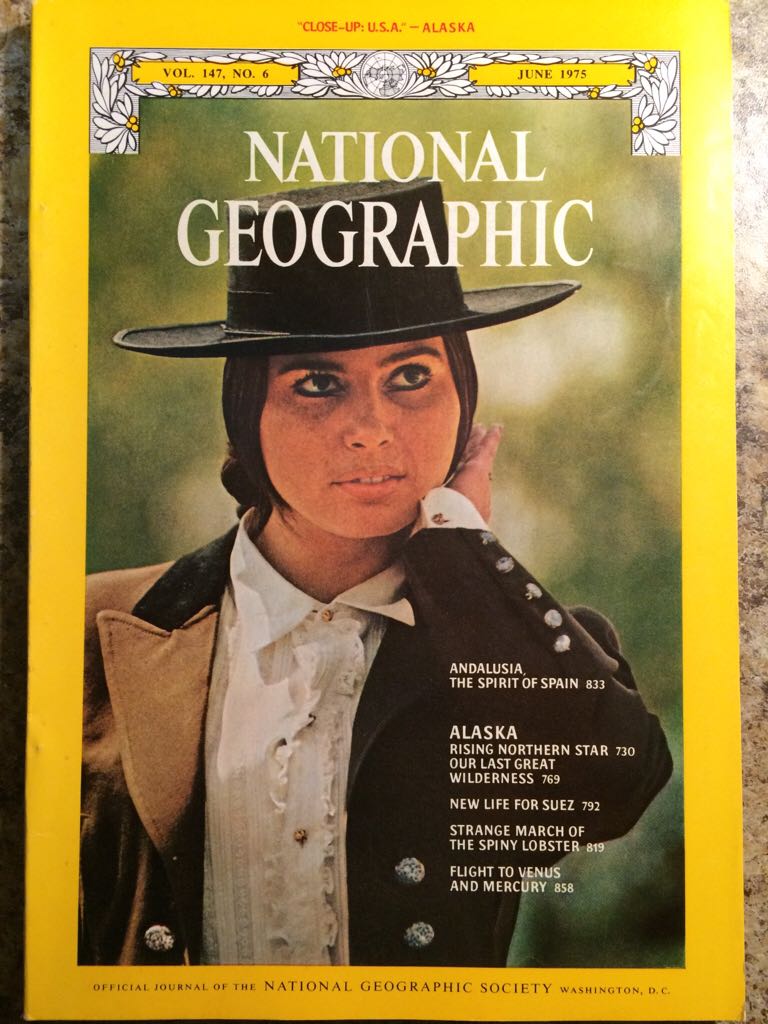 "CLOSE-UP: U.S.A." — ALASKA
VOL. 147, NO. 6
JUNE 1975
NATIONAL
GEOGRAPHIC
ANDALUSIA,
THE SPIRIT OF SPAIN 833
ALASKA
RISING NORTHERN STAR 730
OUR LAST GREAT
WILDERNESS 769
NEW LIFE FOR SUEZ 792
STRANGE MARCH OF
THE SPINY LOBSTER 819
FLIGHT TO VENUS
AND MERCURY 858
OFFICIAL JOURNAL OF THE NATIONAL GEOGRAPHIC SOCIETY WASHINGTON, D.C.